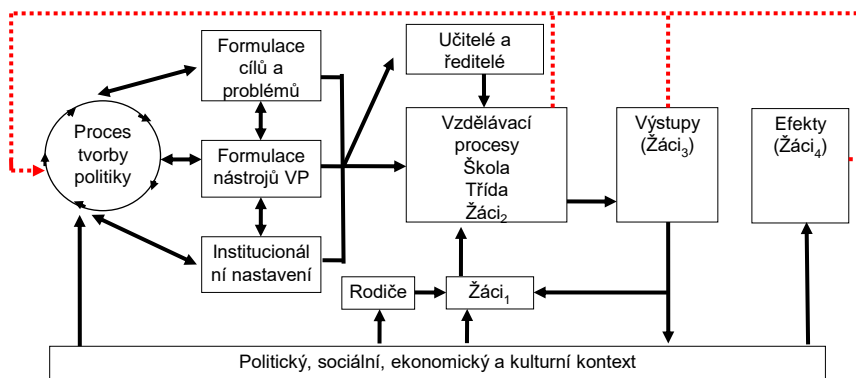 Formulace
cílů a
problémů
Učitelé a
ředitelé
Proces
tvorby
politiky
Formulace
nástrojů VP
Vzdělávací
procesy
Škola
Třída
Žáci2
Výstupy
(Žáci3)
Efekty
(Žáci4)
Institucionál
ní nastavení
Rodiče
Žáci1
Politický, sociální, ekonomický a kulturní kontext